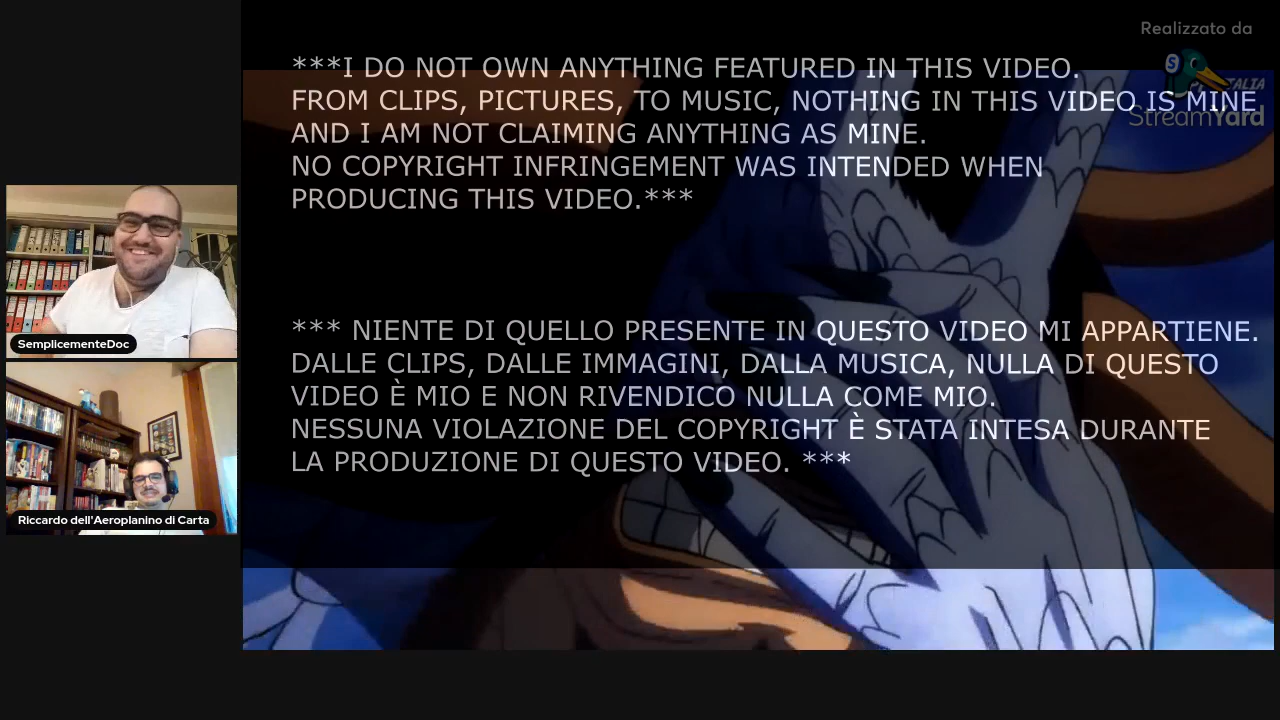 Realizzato da
***I DO NOT OWN ANYTHING FEATURED IN THIS VIDEO.
FROM CLIPS, PICTURES, TO MUSIC, NOTHING IN THIS VIDEO IS MINE
AND I AM NOT CLAIMING ANYTHING AS MINE.
NO COPYRIGHT INFRINGEMENT WAS INTENDED WHEN
PRODUCING THIS VIDEO.***
S
StreamYard
*** NIENTE DI QUELLO PRESENTE IN QUESTO VIDEO MI APPARTIENE.
DALLE CLIPS, DALLE IMMAGINI, DALLA MUSICA, NULLA DI QUESTO
VIDEO È MIO E NON RIVENDICO NULLA COME MIO.
NESSUNA VIOLAZIONE DEL COPYRIGHT È STATA INTESA DURANTE
LA PRODUZIONE DI QUESTO VIDEO. ***
SemplicementeDoc
Riccardo dell'Aeroplanino di Carta